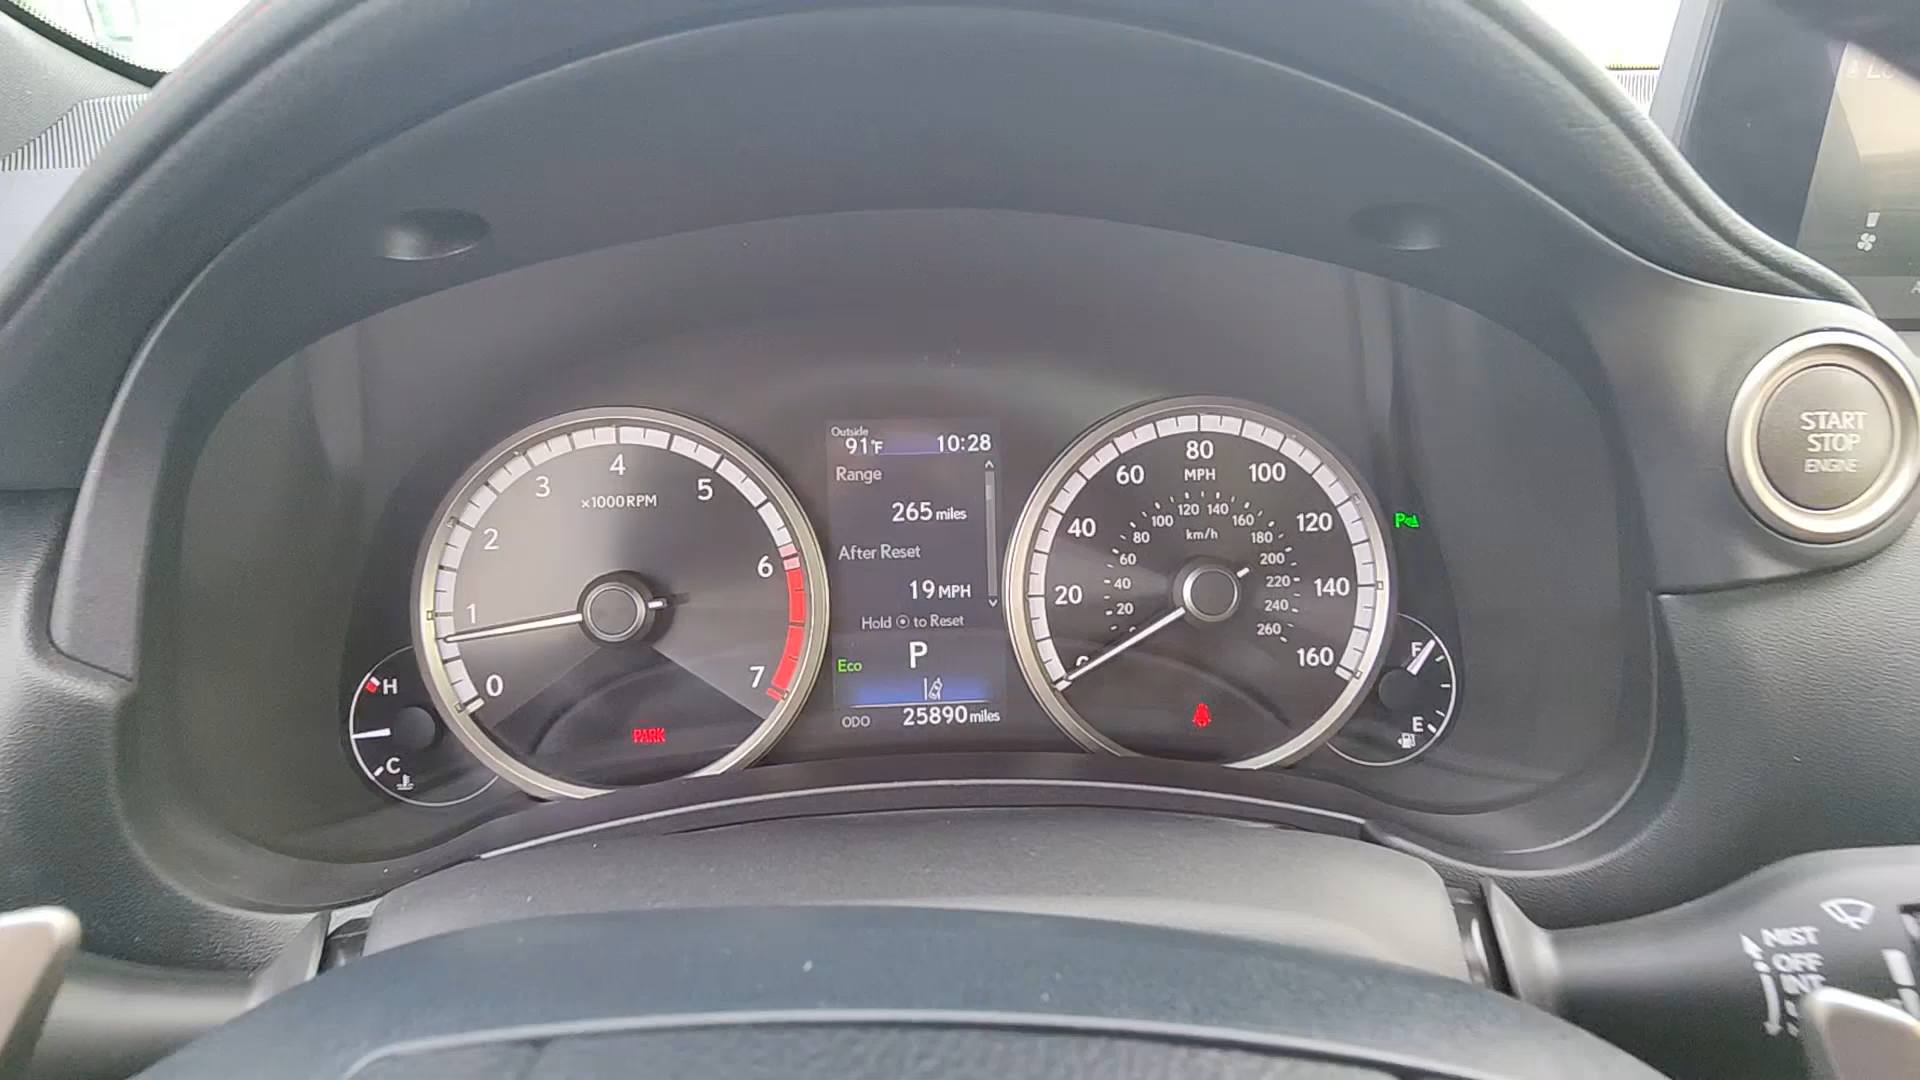 4
3
5
×1000RPM
2
6
1
0
7
PARK
H
C
Outside
91°F 10:28
Range
265 miles
After Reset
19 MPH
Hold to Reset
P
Eco
ODO 25890 miles
80
MPH
60
100
40
120
20
140
160
120 140
100
160
80
km/h
180
60
200
40
220
20
240
260
F
E
START
STOP
ENGINE
MIST
OFF
INT